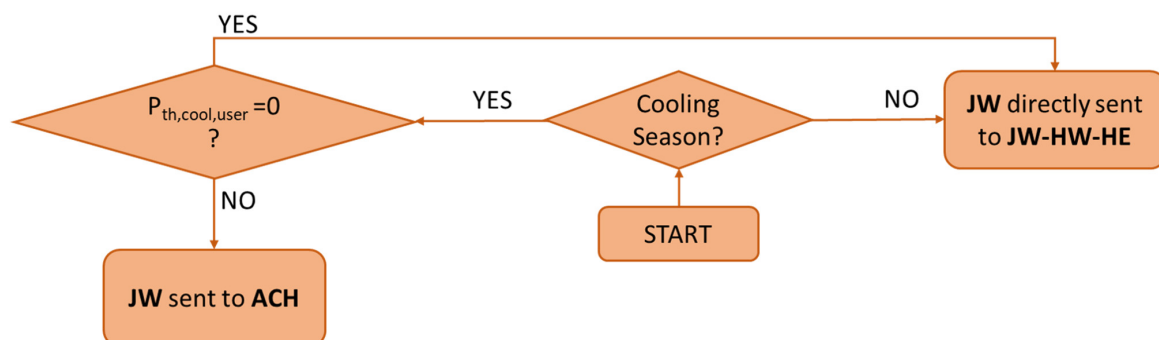 YES
P_th,cool,user =0
?
YES
Cooling
Season?
NO
JW directly sent
to JW-HW-HE
NO
START
JW sent to ACH